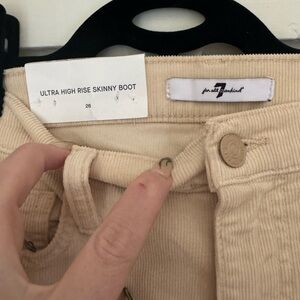 ULTRA HIGH RISE SKINNY BOOT
26
7
for all mankind